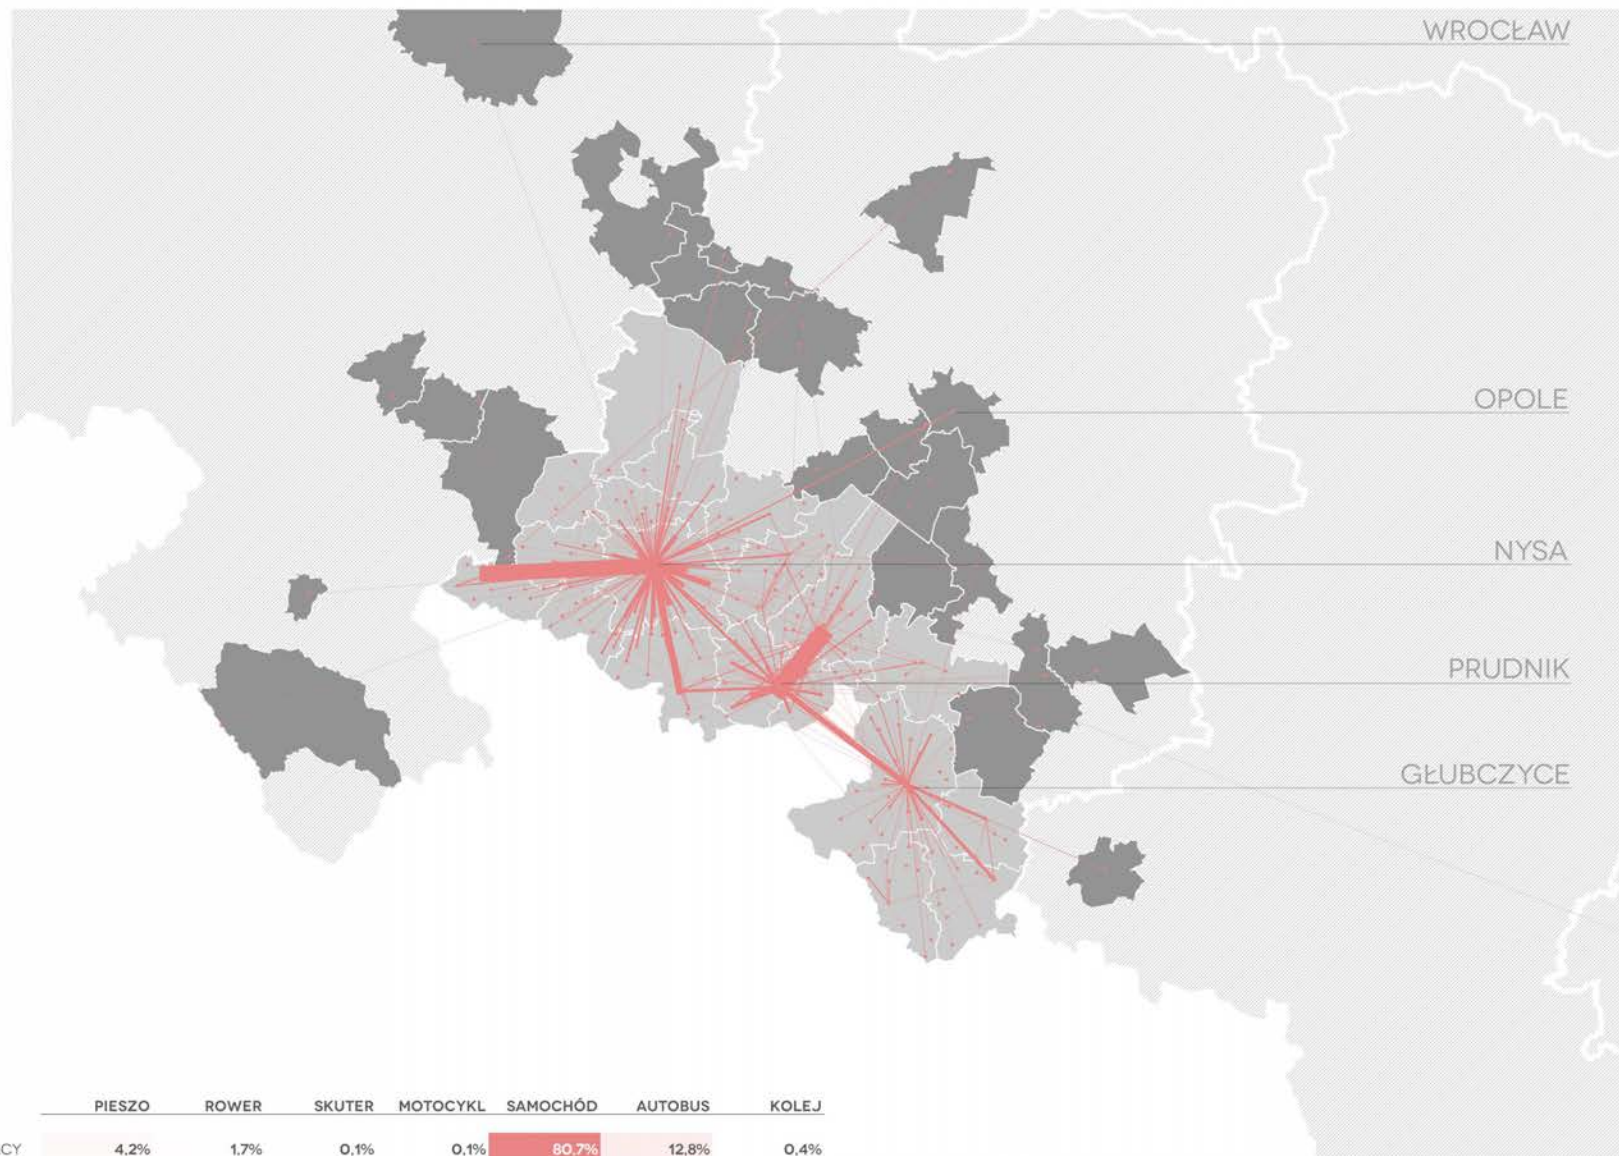 WROCŁAW
OPOLE
NYSA
PRUDNIK
GŁUBCZYCE
PIESZO ROWER SKUTER MOTOCYKL SAMOCHÓD AUTOBUS KOLEJ
CY 4,2% 1,7% 0,1% 0,1% 80,7% 12,8% 0,4%